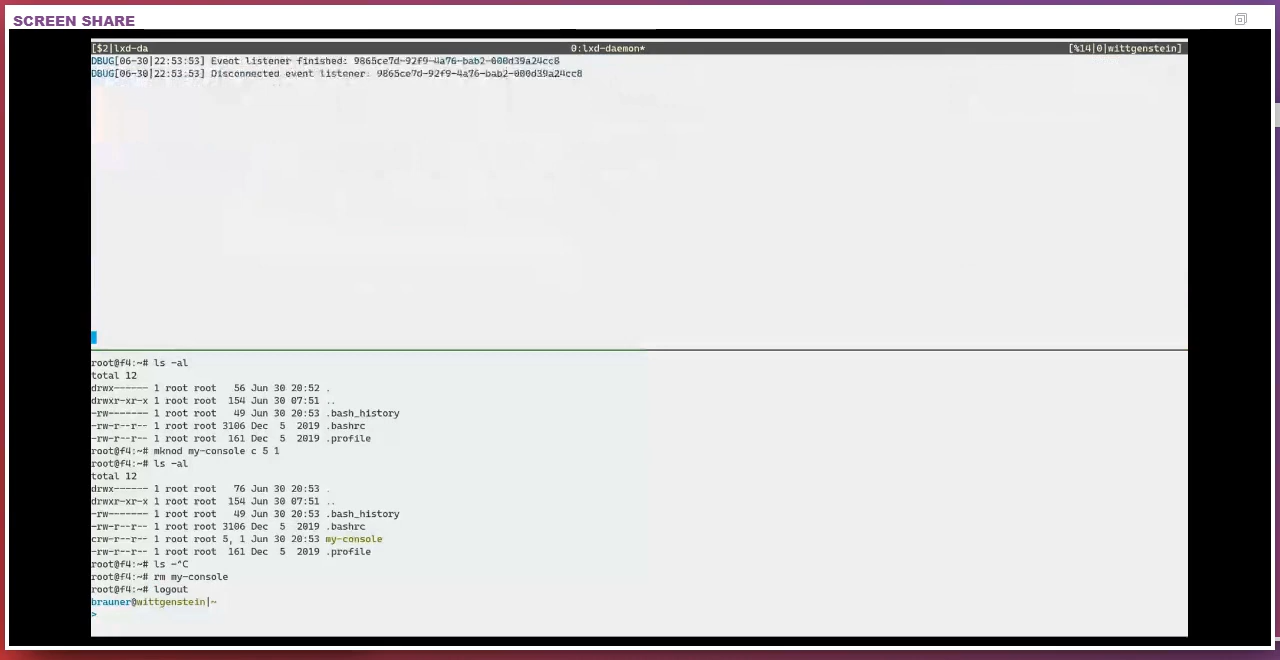 SCREEN SHARE
[$2|lxd-da 0:lxd-daemon* [%14|0|wittgenstein]
DBUG[06-30|22:53:53] Event listener finished: 9865ce7d-92f9-4a76-bab2-000d39a24cc8
DBUG[06-30|22:53:53] Disconnected event listener: 9865ce7d-92f9-4a76-bab2-000d39a24cc8
root@f4:~# ls -al
total 12
drwx------ 1 root root 56 Jun 30 20:52 .
drwxr-xr-x 1 root root 154 Jun 30 07:51 ..
-rw------- 1 root root 49 Jun 30 20:53 .bash_history
-rw-r--r-- 1 root root 3106 Dec 5 2019 .bashrc
-rw-r--r-- 1 root root 161 Dec 5 2019 .profile
root@f4:~# mknod my-console c 5 1
root@f4:~# ls -al
total 12
drwx------ 1 root root 76 Jun 30 20:53 .
drwxr-xr-x 1 root root 154 Jun 30 07:51 ..
-rw------- 1 root root 49 Jun 30 20:53 .bash_history
-rw-r--r-- 1 root root 3106 Dec 5 2019 .bashrc
crw-r--r-- 1 root root 5, 1 Jun 30 20:53 my-console
-rw-r--r-- 1 root root 161 Dec 5 2019 .profile
root@f4:~# ls -^C
root@f4:~# rm my-console
root@f4:~# logout
brauner@wittgenstein|~
>